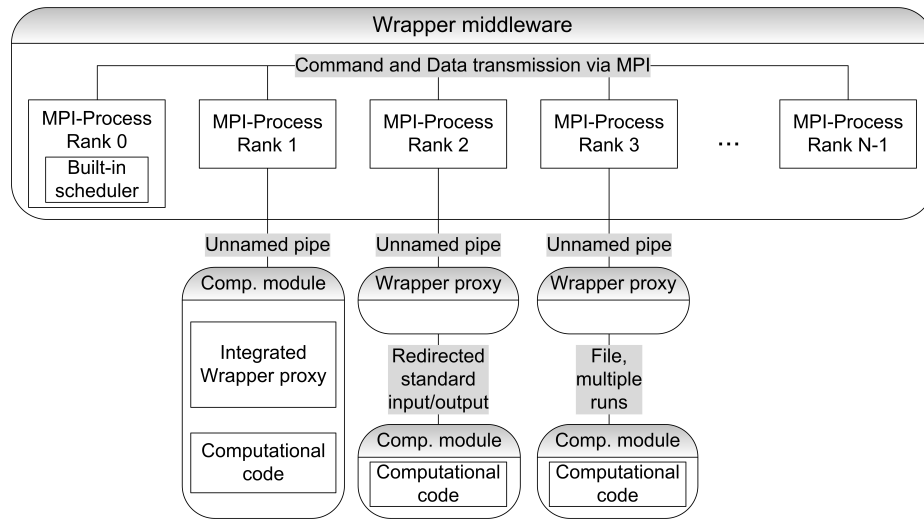 Wrapper middleware
Command and Data transmission via MPI
MPI-Process
Rank 0
Built-in
scheduler
MPI-Process
Rank 1
MPI-Process
Rank 2
MPI-Process
Rank 3
...
MPI-Process
Rank N-1
Unnamed pipe
Unnamed pipe
Unnamed pipe
Comp. module
Integrated
Wrapper proxy
Computational
code
Wrapper proxy
Redirected
standard
input/output
Comp. module
Computational
code
Wrapper proxy
File,
multiple
runs
Comp. module
Computational
code